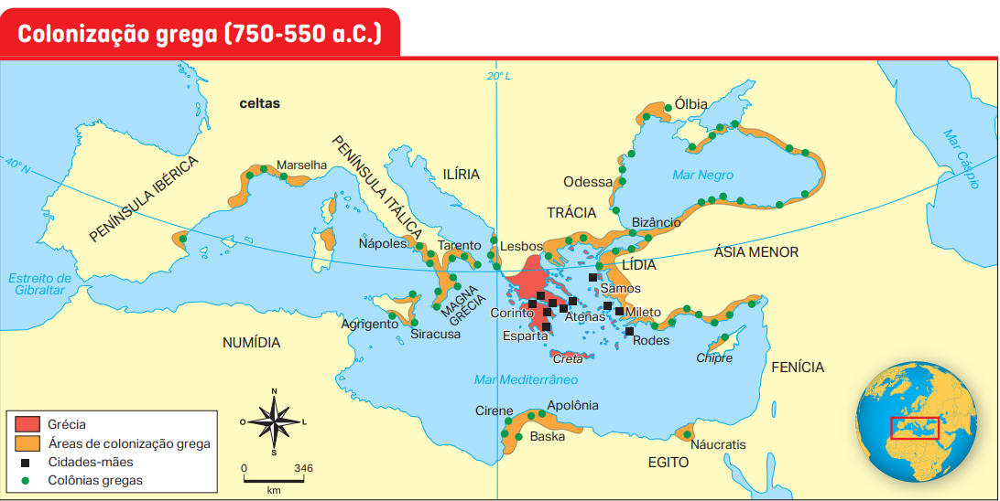 Colonização grega (750-550 a.C.)
20° L
celtas
Ólbia
Mar Cáspio
40° N
PENÍNSULA IBÉRICA
Marselha
PENÍNSULA ITÁLICA
ILÍRIA
Mar Negro
Odessa
TRÁCIA
Bizâncio
Nápoles
Tarento
Lesbos
ÁSIA MENOR
LÍDIA
Estreito de
Gibraltar
Samos
MAGNA
GRÉCIA
Corinto
Atenas
Mileto
Agrigento
Siracusa
Esparta
Rodes
NUMÍDIA
Creta
Chipre
FENÍCIA
Mar Mediterrâneo
Cirene
Apolônia
Baska
Náucratis
EGITO
N
O
L
S
0
346
km
Grécia
Áreas de colonização grega
Cidades-mães
Colônias gregas